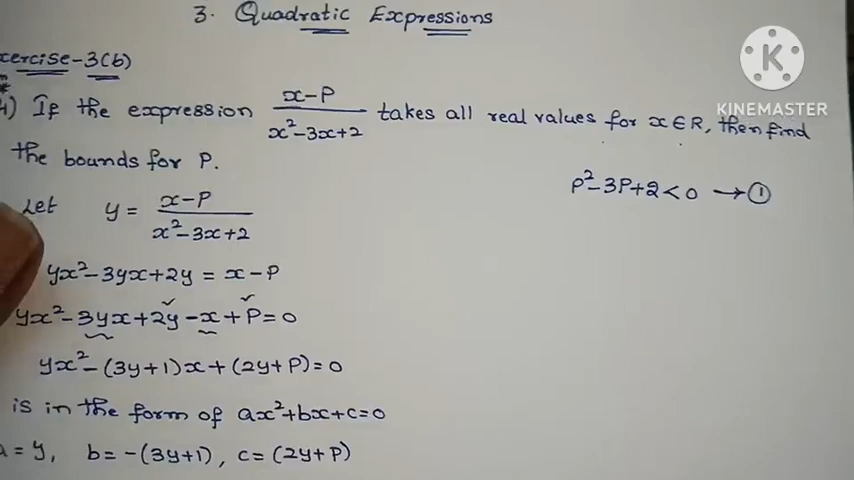 3. Quadratic Expressions
xercise-3(b)
KINEMASTER
4) If the expression x-P / x²-3x+2 takes all real values for x∈R, then find
the bounds for P.
P²-3P+2<0 →①
Let y = x-P / x²-3x+2
yx²-3yx+2y = x-P
yx²-3yx+2y-x+P=0
yx²-(3y+1)x+(2y+P)=0
is in the form of ax²+bx+c=0
a=y, b=-(3y+1), c=(2y+P)